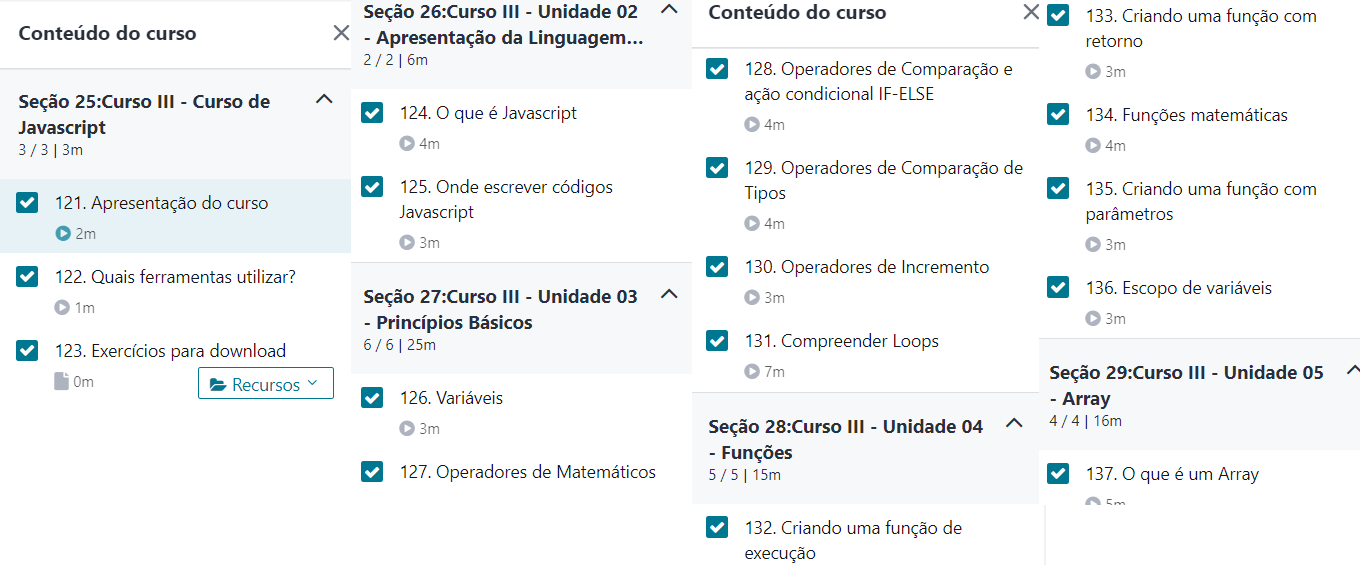 Conteúdo do curso
Seção 25:Curso III - Curso de
Javascript
3 / 3 | 3m
121. Apresentação do curso
2m
122. Quais ferramentas utilizar?
1m
123. Exercícios para download
0m
Recursos
Seção 26:Curso III - Unidade 02
- Apresentação da Linguagem...
2 / 2 | 6m
124. O que é Javascript
4m
125. Onde escrever códigos
Javascript
3m
Seção 27:Curso III - Unidade 03
- Princípios Básicos
6 / 6 | 25m
126. Variáveis
3m
127. Operadores de Matemáticos
Conteúdo do curso
128. Operadores de Comparação e
ação condicional IF-ELSE
4m
129. Operadores de Comparação de
Tipos
4m
130. Operadores de Incremento
3m
131. Compreender Loops
7m
Seção 28:Curso III - Unidade 04
- Funções
5 / 5 | 15m
132. Criando uma função de
execução
133. Criando uma função com
retorno
3m
134. Funções matemáticas
4m
135. Criando uma função com
parâmetros
3m
136. Escopo de variáveis
3m
Seção 29:Curso III - Unidade 05
- Array
4 / 4 | 16m
137. O que é um Array
5m